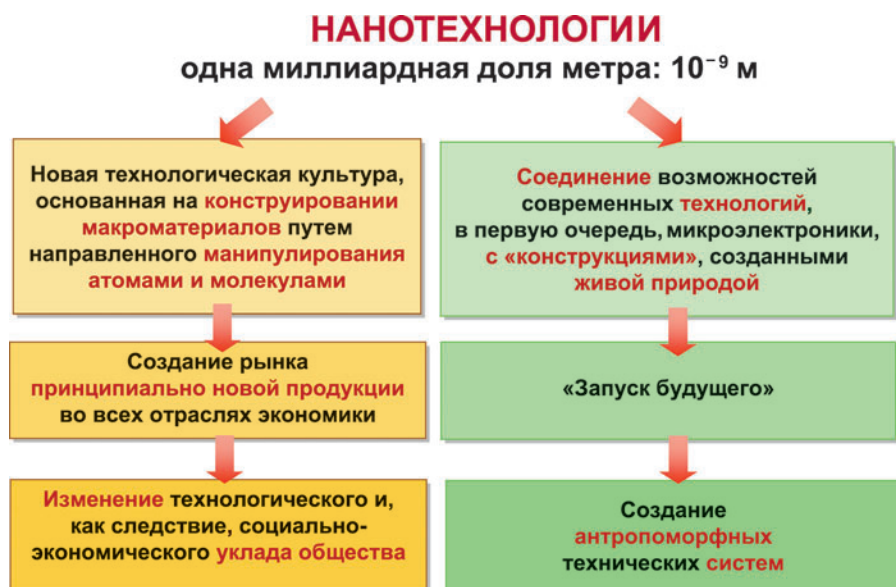 НАНОТЕХНОЛОГИИ
одна миллиардная доля метра: 10⁻⁹ м
Новая технологическая культура,
основанная на конструировании
макроматериалов путем
направленного манипулирования
атомами и молекулами
Создание рынка
принципиально новой продукции
во всех отраслях экономики
Изменение технологического и,
как следствие, социально-
экономического уклада общества
Соединение возможностей
современных технологий,
в первую очередь, микроэлектроники,
с «конструкциями», созданными
живой природой
«Запуск будущего»
Создание
антропоморфных
технических систем